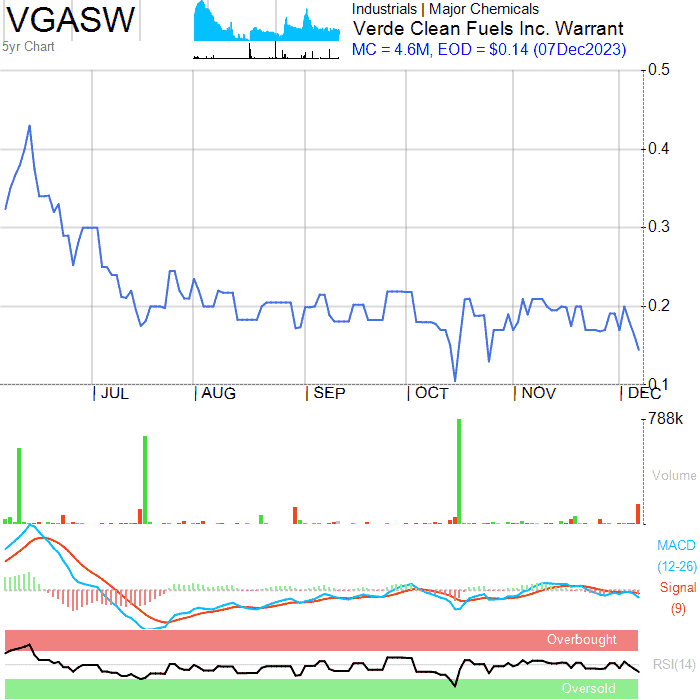 VGASW
5yr Chart
Industrials | Major Chemicals
Verde Clean Fuels Inc. Warrant
MC = 4.6M, EOD = $0.14 (07Dec2023)
0.5
0.4
0.3
0.2
0.1
JUL AUG SEP OCT NOV DEC
788k
Volume
MACD
(12-26)
Signal
(9)
Overbought
RSI(14)
Oversold